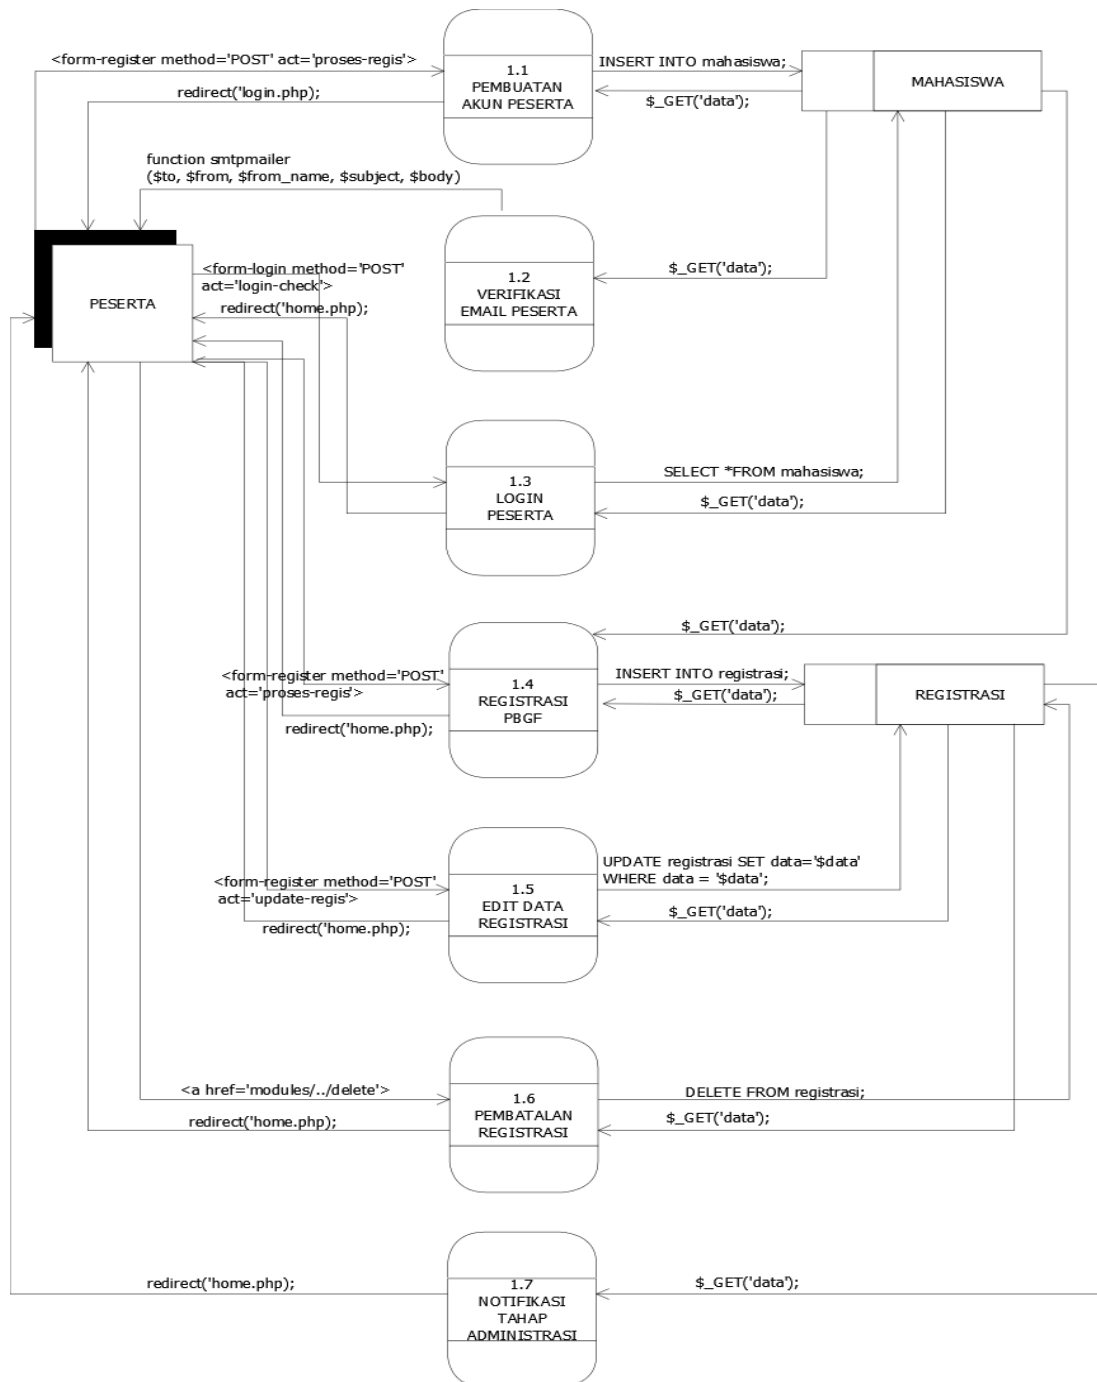 <form-register method='POST' act='proses-regis'>
redirect('login.php);
1.1
PEMBUATAN
AKUN PESERTA
INSERT INTO mahasiswa;
$_GET('data');
MAHASISWA
function smtpmailer
($to, $from, $from_name, $subject, $body)
PESERTA
<form-login method='POST'
act='login-check'>
redirect('home.php);
1.2
VERIFIKASI
EMAIL PESERTA
$_GET('data');
1.3
LOGIN
PESERTA
SELECT *FROM mahasiswa;
$_GET('data');
$_GET('data');
<form-register method='POST'
act='proses-regis'>
redirect('home.php);
1.4
REGISTRASI
PBGF
INSERT INTO registrasi;
$_GET('data');
REGISTRASI
<form-register method='POST'
act='update-regis'>
redirect('home.php);
1.5
EDIT DATA
REGISTRASI
UPDATE registrasi SET data='$data'
WHERE data = '$data';
$_GET('data');
<a href='modules/../delete'>
redirect('home.php);
1.6
PEMBATALAN
REGISTRASI
DELETE FROM registrasi;
$_GET('data');
redirect('home.php);
1.7
NOTIFIKASI
TAHAP
ADMINISTRASI
$_GET('data');